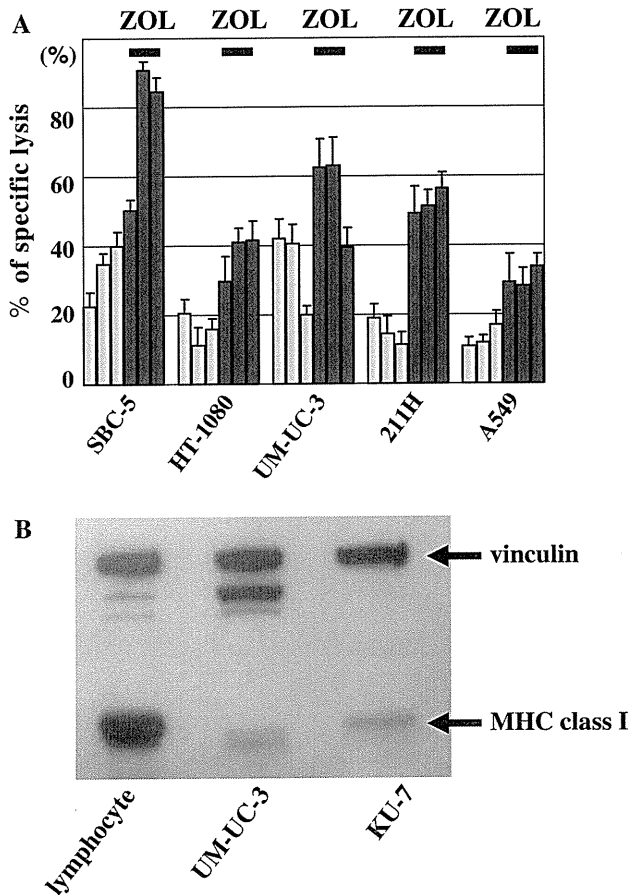 A
ZOL ZOL ZOL ZOL ZOL
(%)
80
60
40
20
0
% of specific lysis
SBC-5
HT-1080
UM-UC-3
211H
A549
B
vinculin
MHC class I
lymphocyte
UM-UC-3
KU-7